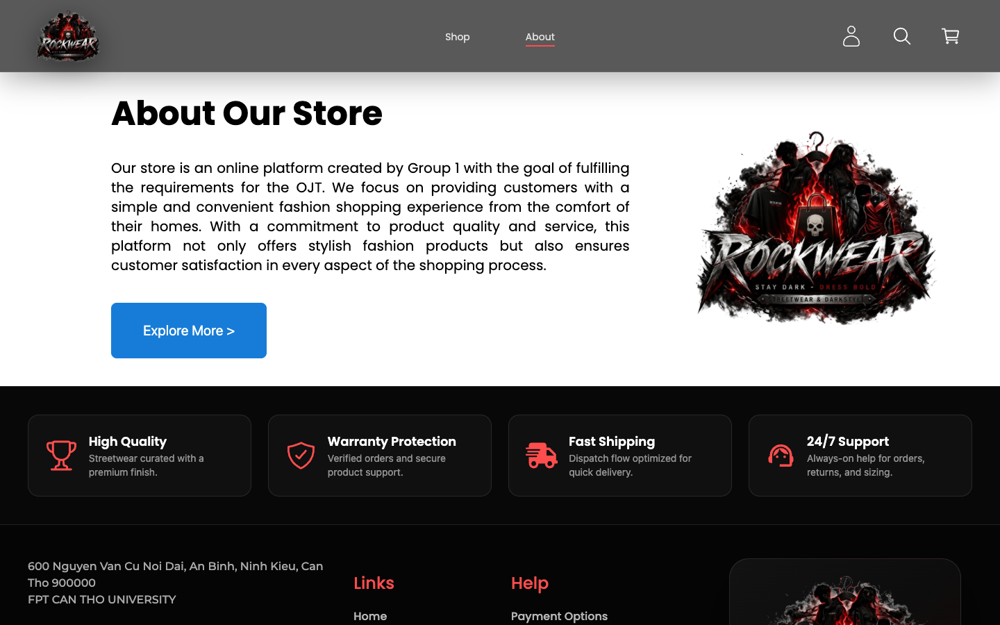 ROCKWEAR
Shop
About
About Our Store
Our store is an online platform created by Group 1 with the goal of fulfilling
the requirements for the OJT. We focus on providing customers with a
simple and convenient fashion shopping experience from the comfort of
their homes. With a commitment to product quality and service, this
platform not only offers stylish fashion products but also ensures
customer satisfaction in every aspect of the shopping process.
Explore More >
ROCKWEAR
STAY DARK - DRESS BOLD -
STREETWEAR & DARKSTYLE
High Quality
Streetwear curated with a
premium finish.
Warranty Protection
Verified orders and secure
product support.
Fast Shipping
Dispatch flow optimized for
quick delivery.
24/7 Support
Always-on help for orders,
returns, and sizing.
600 Nguyen Van Cu Noi Dai, An Binh, Ninh Kieu, Can
Tho 900000
FPT CAN THO UNIVERSITY
Links
Home
Help
Payment Options